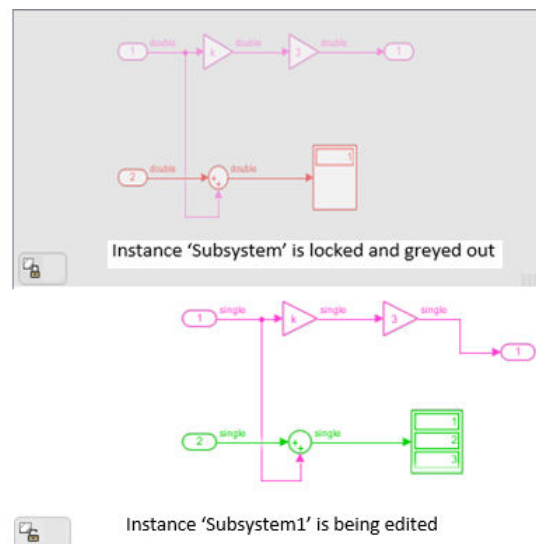 1 double k double 3 double 1
2 double double 1
Instance ‘Subsystem’ is locked and greyed out
1 single k single 3 single
1
2 single single 1
2
3
Instance ‘Subsystem1’ is being edited